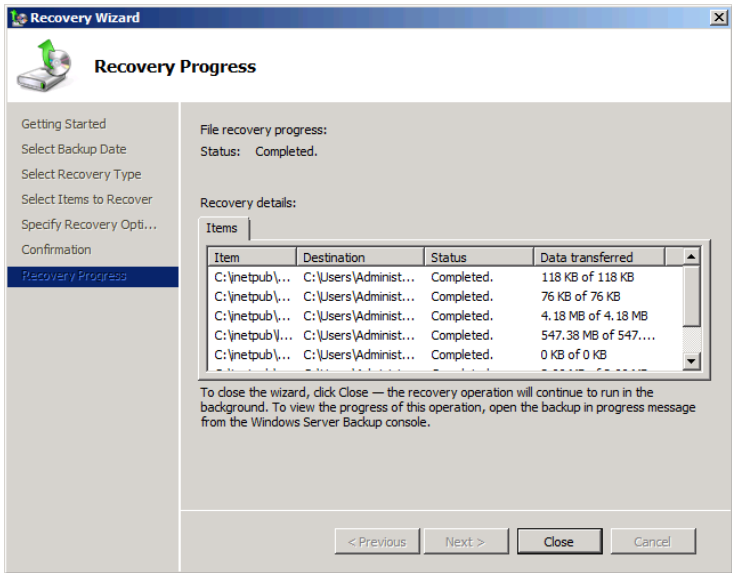 Recovery Wizard
Recovery Progress
Getting Started
Select Backup Date
Select Recovery Type
Select Items to Recover
Specify Recovery Opti...
Confirmation
Recovery Progress
File recovery progress:
Status: Completed.
Recovery details:
Items
Item Destination Status Data transferred
C:\inetpub\... C:\Users\Administ... Completed. 118 KB of 118 KB
C:\inetpub\... C:\Users\Administ... Completed. 76 KB of 76 KB
C:\inetpub\... C:\Users\Administ... Completed. 4.18 MB of 4.18 MB
C:\inetpub\l... C:\Users\Administ... Completed. 547.38 MB of 547....
C:\inetpub\... C:\Users\Administ... Completed. 0 KB of 0 KB
To close the wizard, click Close — the recovery operation will continue to run in the
background. To view the progress of this operation, open the backup in progress message
from the Windows Server Backup console.
< Previous Next > Close Cancel